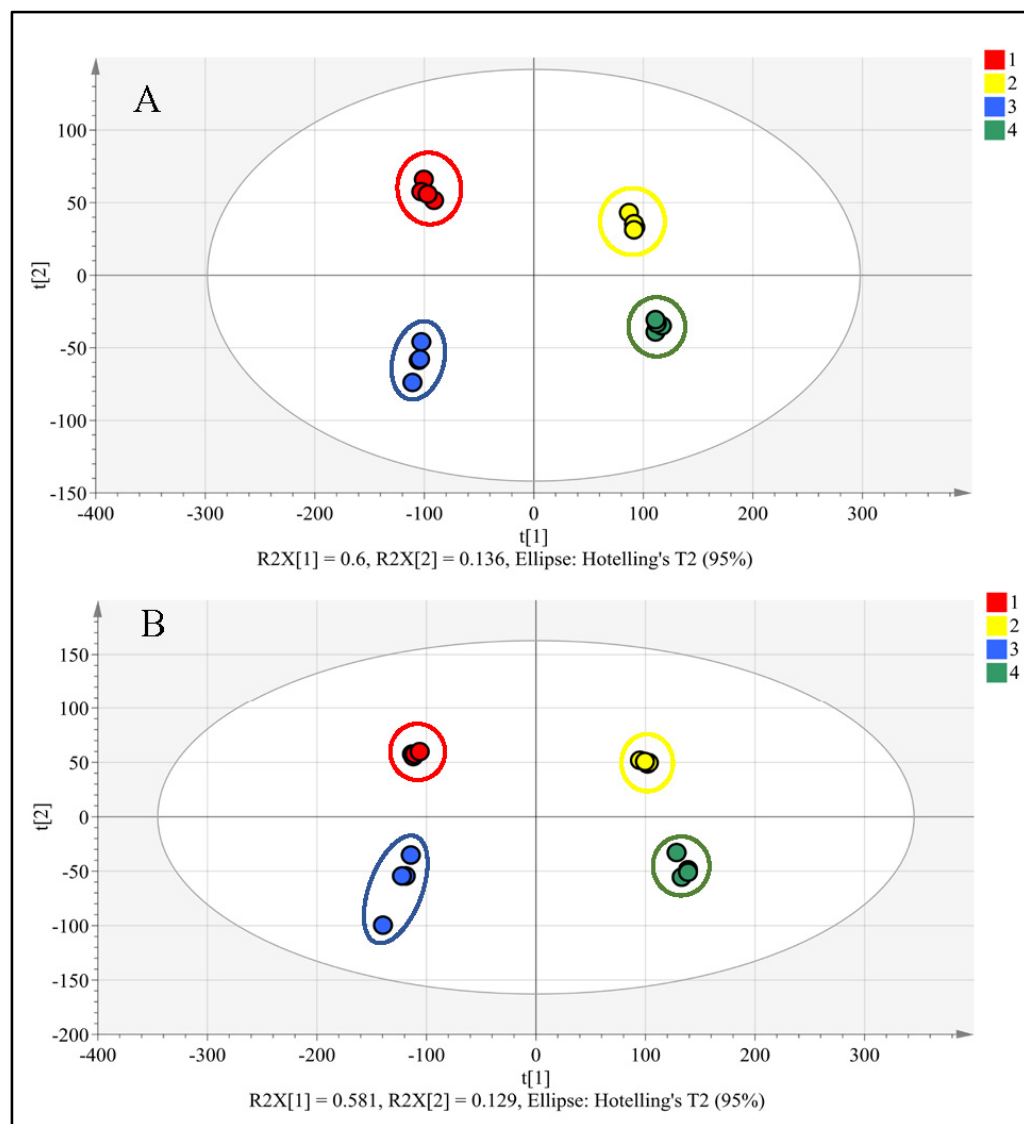 A
1
2
3
4
100
50
0
-50
-100
-150
t[2]
-400 -300 -200 -100 0 100 200 300
t[1]
R2X[1] = 0.6, R2X[2] = 0.136, Ellipse: Hotelling's T2 (95%)
B
1
2
3
4
150
100
50
0
-50
-100
-150
-200
t[2]
-400 -300 -200 -100 0 100 200 300
t[1]
R2X[1] = 0.581, R2X[2] = 0.129, Ellipse: Hotelling's T2 (95%)